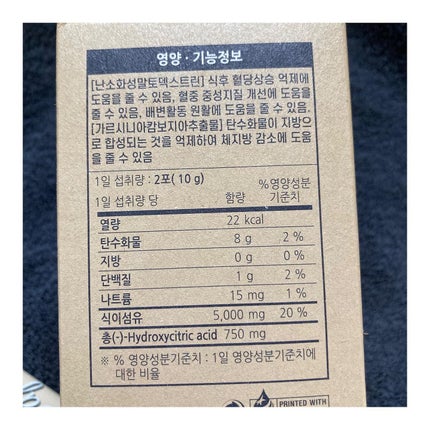 영양 · 기능정보
[난소화성말토덱스트린] 식후 혈당상승 억제에
도움을 줄 수 있음, 혈중 중성지질 개선에 도움을
줄 수 있음, 배변활동 원활에 도움을 줄 수 있음.
[가르시니아캄보지아추출물] 탄수화물이 지방으
로 합성되는 것을 억제하여 체지방 감소에 도움
을 줄 수 있음
1일 섭취량 : 2포( 10 g)
1일 섭취량 당 함량 %영양성분
기준치
열량 22 kcal
탄수화물 8 g 2 %
지방 0 g 0 %
단백질 1 g 2 %
나트륨 15 mg 1 %
식이섬유 5,000 mg 20 %
총(-)-Hydroxycitric acid 750 mg
※ % 영양성분기준치 : 1일 영양성분기준치에
대한 비율
PRINTED WITH